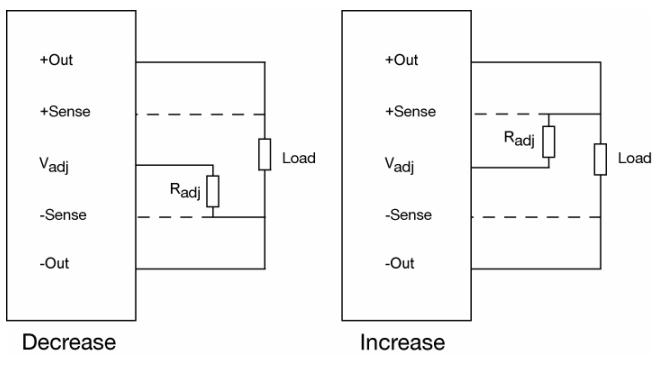 +Out
+Sense
Vadj
Radj
Load
-Sense
-Out
Decrease
+Out
+Sense
Radj
Vadj
Load
-Sense
-Out
Increase